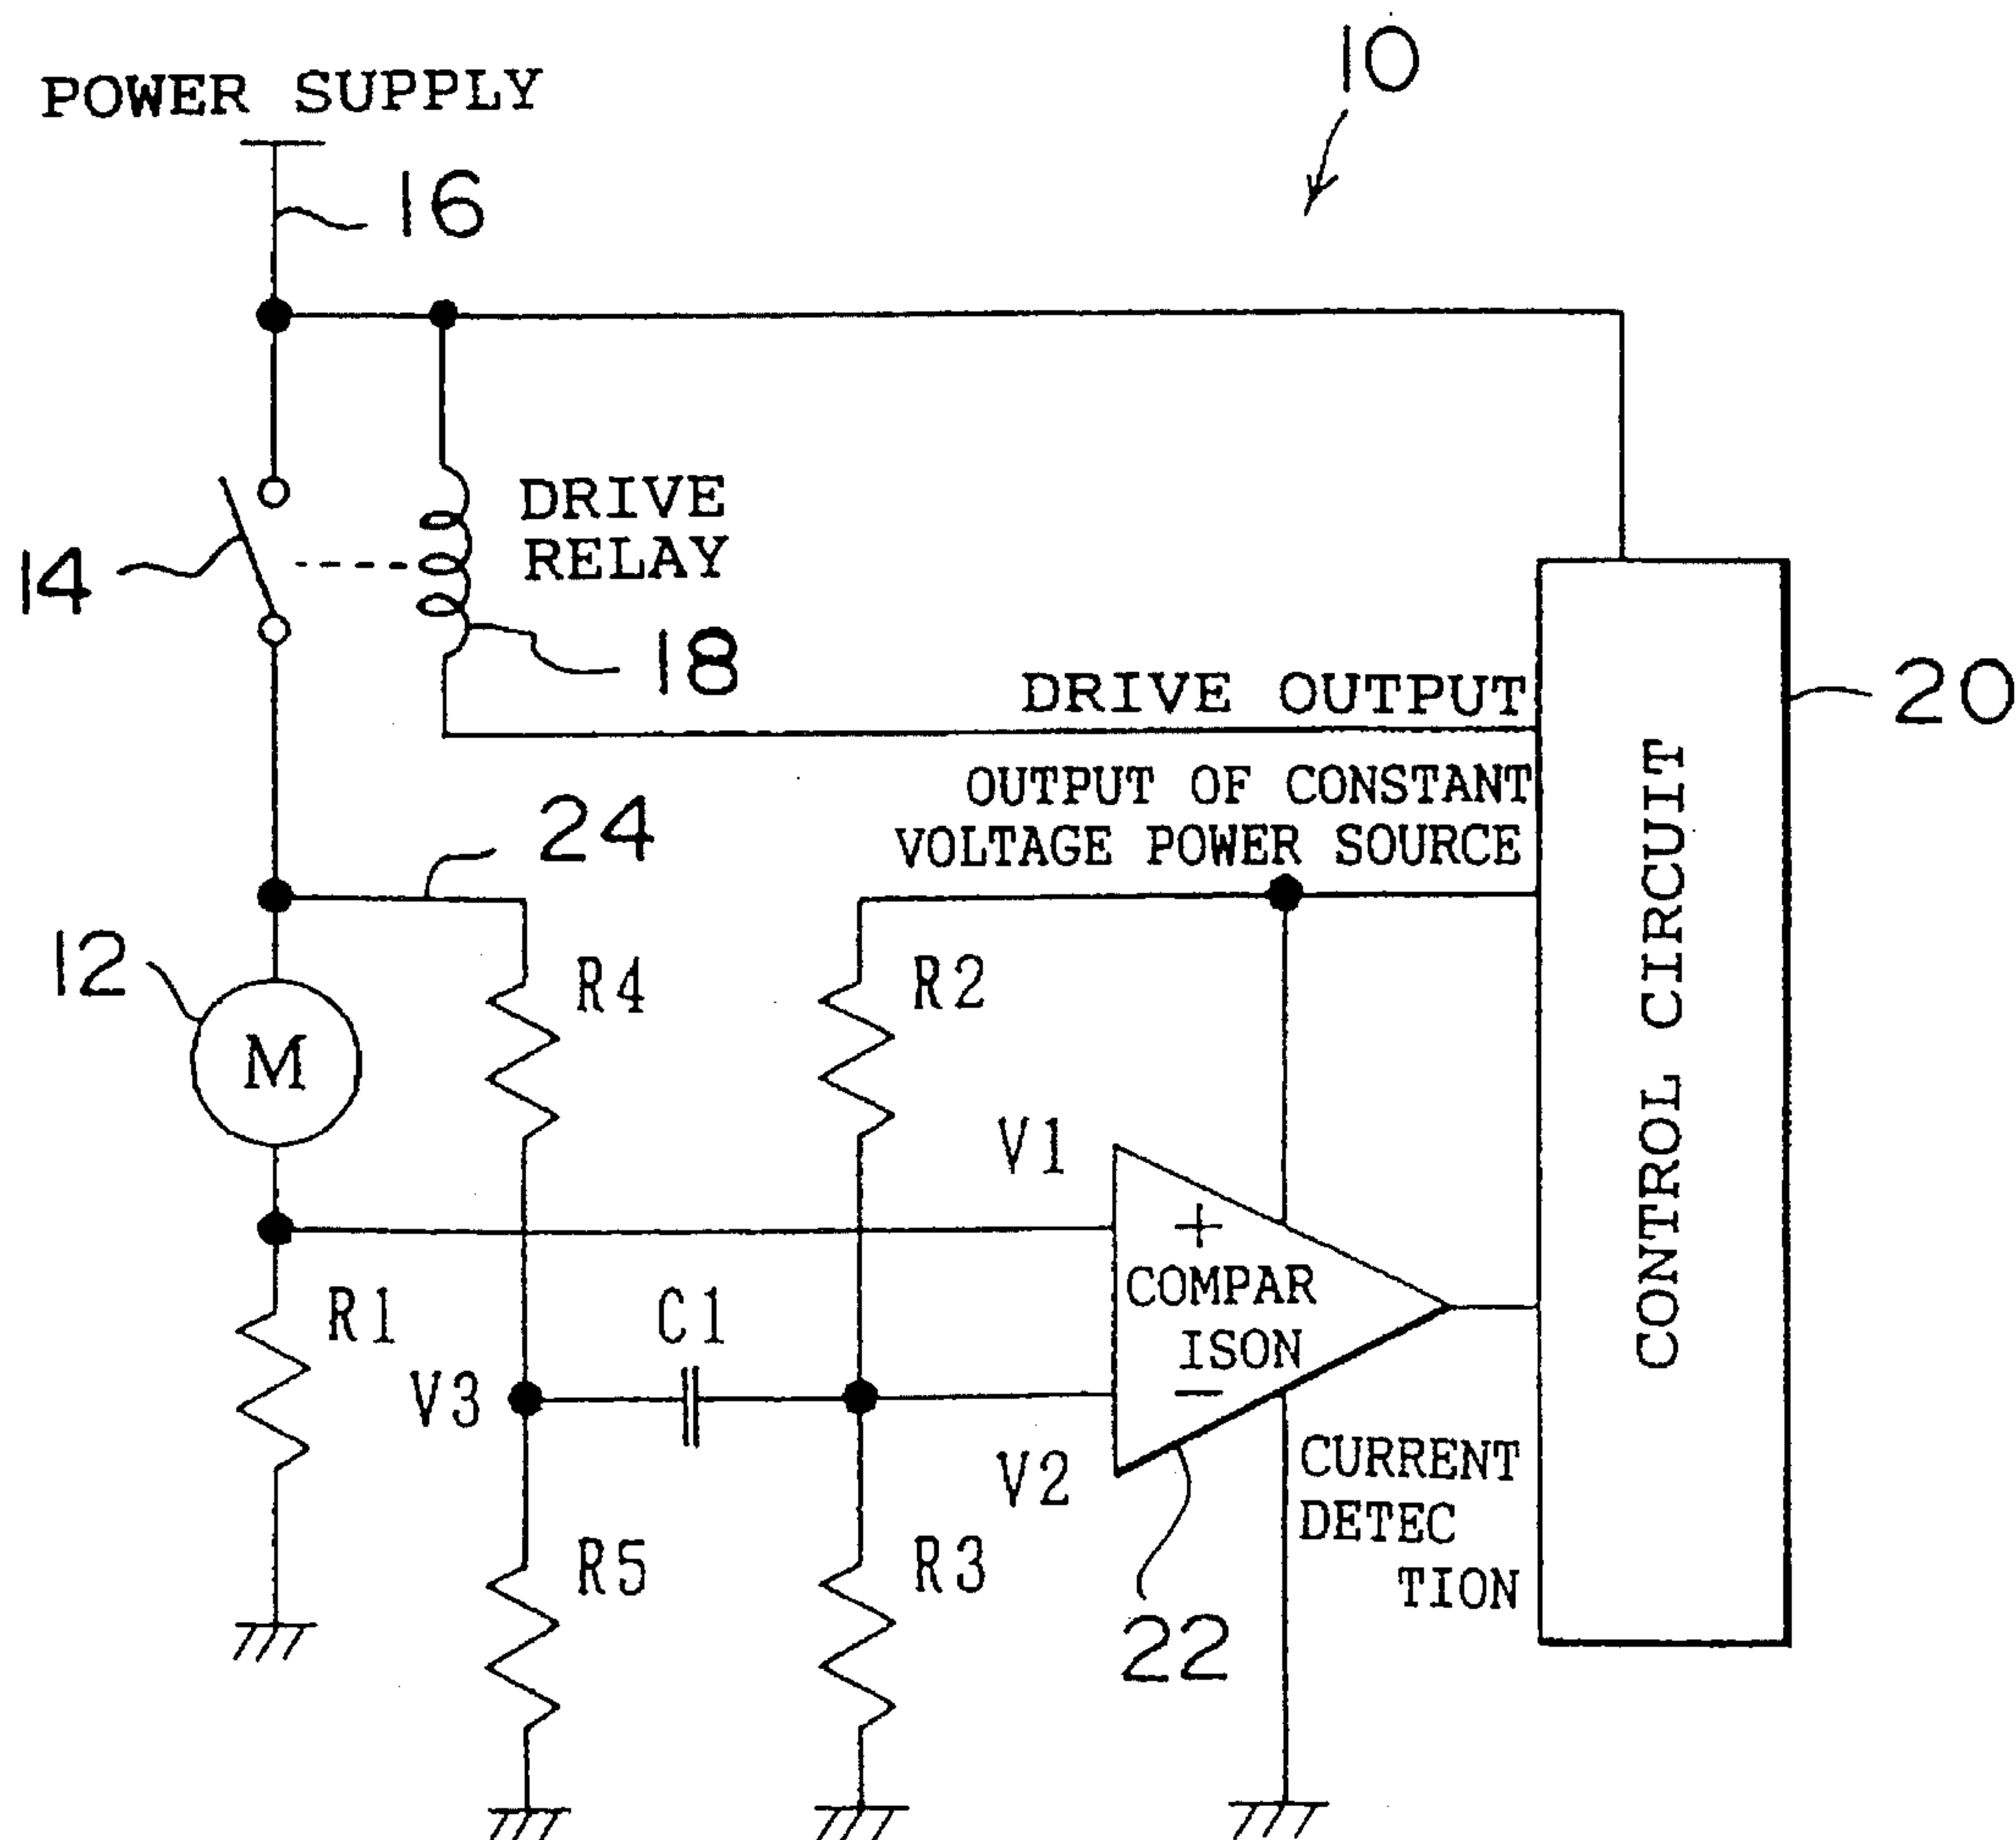 10
POWER SUPPLY
16
DRIVE
RELAY
14
18
DRIVE OUTPUT
20
OUTPUT OF CONSTANT
VOLTAGE POWER SOURCE
24
12
M
R4
R2
CONTROL CIRCUIT
V1
+
COMPAR
ISON
−
R1
C1
V3
V2
CURRENT
DETEC
TION
R5
R3
22